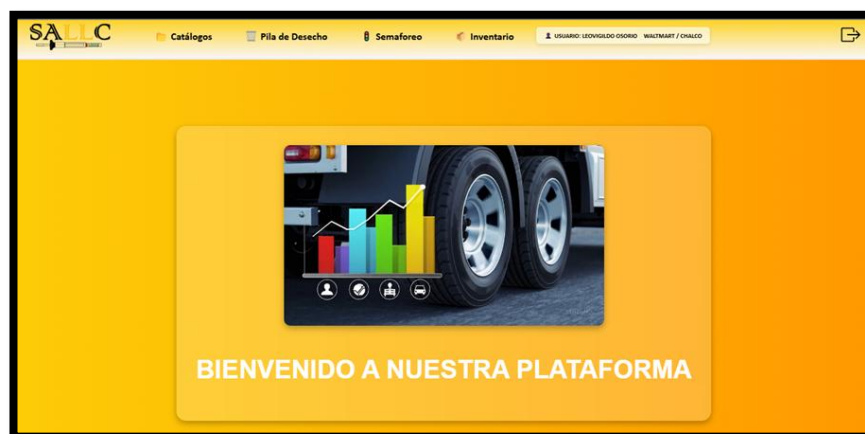 SALLC
Catálogos
Pila de Desecho
Semaforeo
Inventario
USUARIO: LEOVIGILDO OSORIO WALTMART / CHALCO
BIENVENIDO A NUESTRA PLATAFORMA